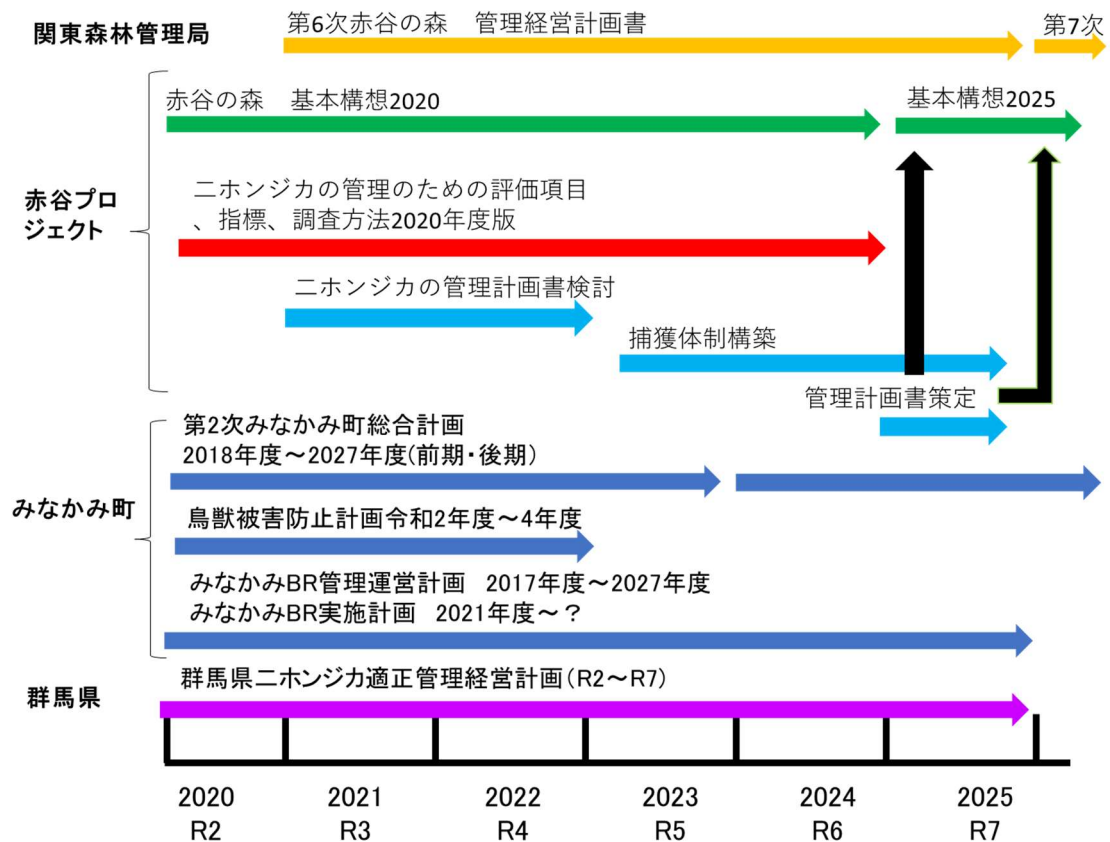 関東森林管理局
第6次赤谷の森　管理経営計画書
第7次
赤谷プロ
ジェクト
赤谷の森　基本構想2020
基本構想2025
ニホンジカの管理のための評価項目
、指標、調査方法2020年度版
ニホンジカの管理計画書検討
捕獲体制構築
管理計画書策定
みなかみ町
第2次みなかみ町総合計画
2018年度～2027年度(前期・後期)
鳥獣被害防止計画令和2年度～4年度
みなかみBR管理運営計画　2017年度～2027年度
みなかみBR実施計画　2021年度～？
群馬県
群馬県ニホンジカ適正管理経営計画(R2～R7)
2020 2021 2022 2023 2024 2025
R2 R3 R4 R5 R6 R7